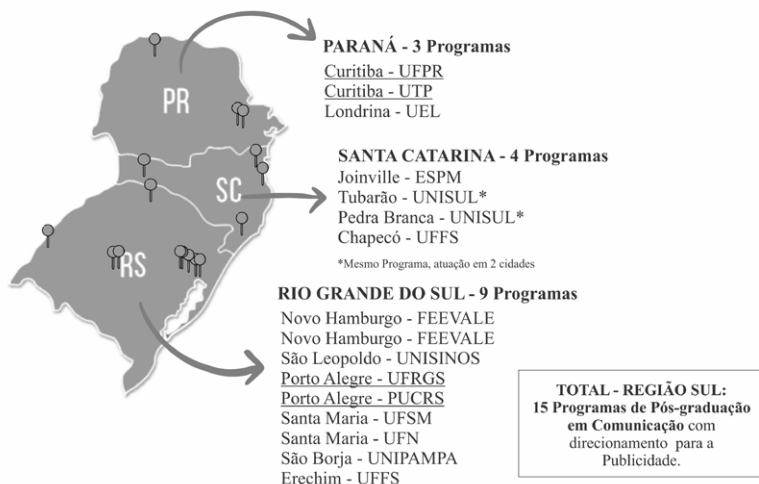 PR
SC
RS
PARANÁ - 3 Programas
Curitiba - UFPR
Curitiba - UTP
Londrina - UEL
SANTA CATARINA - 4 Programas
Joinville - ESPM
Tubarão - UNISUL*
Pedra Branca - UNISUL*
Chapecó - UFFS
*Mesmo Programa, atuação em 2 cidades
RIO GRANDE DO SUL - 9 Programas
Novo Hamburgo - FEEVALE
Novo Hamburgo - FEEVALE
São Leopoldo - UNISINOS
Porto Alegre - UFRGS
Porto Alegre - PUCRS
Santa Maria - UFSM
Santa Maria - UFN
São Borja - UNIPAMPA
Erechim - UFFS
TOTAL - REGIÃO SUL:
15 Programas de Pós-graduação
em Comunicação com
direcionamento para a
Publicidade.